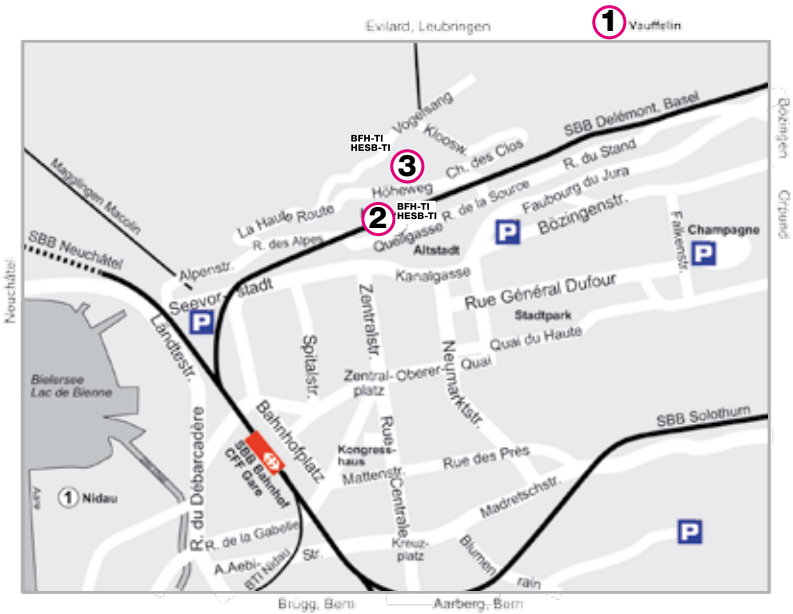 Evilard, Leubringen
1
Vauffelin
BFH-TI
HESB-TI
Vogelsang
Kloosw.
3
Ch. des Clos
SBB Delémont, Basel
Bözingen
Orpund
Höheweg
2
BFH-TI
HESB-TI
R. de la Source
R. du Stand
Faubourg du Jura
Bözingenstr.
Magglingen Macolin
La Haute Route
R. des Alpes
Quellgasse
Altstadt
P
Falkenstr.
Champagne
P
SBB Neuchâtel
Neuchâtel
Alpenstr.
Seevor-stadt
Kanalgasse
Rue Général Dufour
Stadtpark
Quai du Haute
P
Ländtestr.
Spitalstr.
Zentralstr.
Zentral-
platz
Oberer-
Quai
Neumarktstr.
Bielersee
Lac de Bienne
Bahnhofplatz
SBB Bahnhof
CFF Gare
Rue-
Centrale
Kongress-
haus
Mattenstr.
Rue des Près
SBB Solothurn
R. du Débarcadère
1
Nidau
R. de la Gabelle
A.Aebi-
Str.
BTI Nidau
Kreuz-
platz
Madretschstr.
Blumen
rain
P
Brügg, Bern
Aarberg, Bern